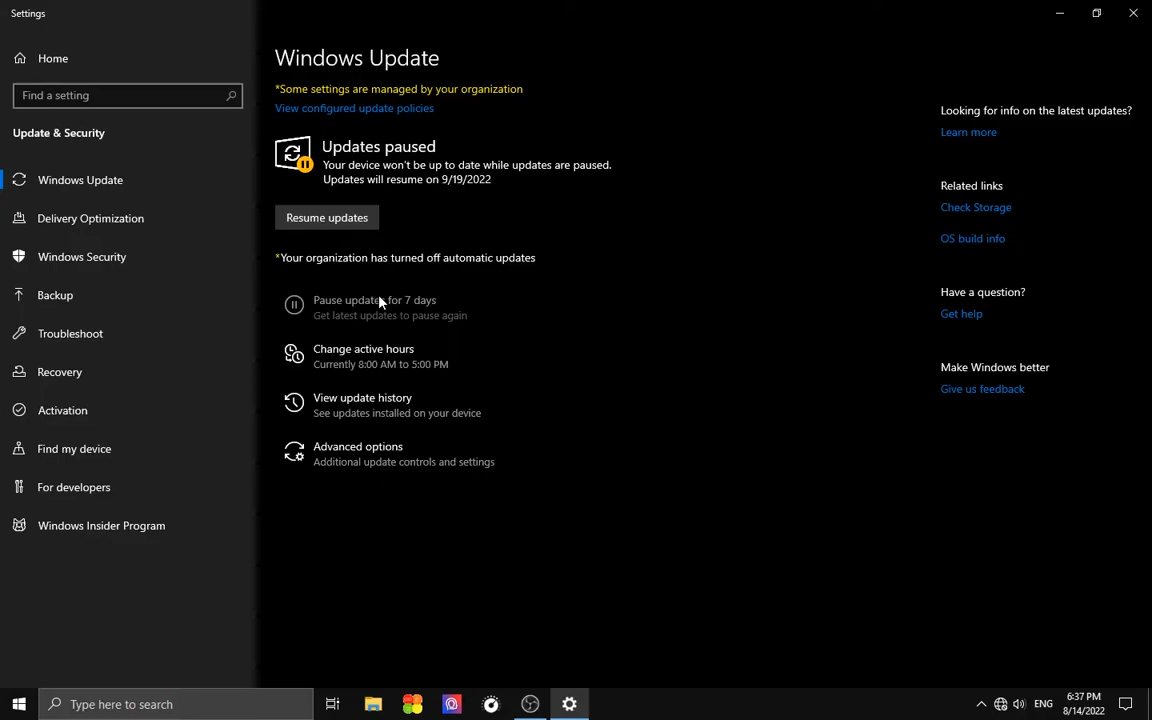 Settings
Home
Find a setting
Update & Security
Windows Update
Delivery Optimization
Windows Security
Backup
Troubleshoot
Recovery
Activation
Find my device
For developers
Windows Insider Program
Windows Update
*Some settings are managed by your organization
View configured update policies
Updates paused
Your device won't be up to date while updates are paused.
Updates will resume on 9/19/2022
Resume updates
*Your organization has turned off automatic updates
Pause updates for 7 days
Get latest updates to pause again
Change active hours
Currently 8:00 AM to 5:00 PM
View update history
See updates installed on your device
Advanced options
Additional update controls and settings
Looking for info on the latest updates?
Learn more
Related links
Check Storage
OS build info
Have a question?
Get help
Make Windows better
Give us feedback
Type here to search
ENG
6:37 PM
8/14/2022